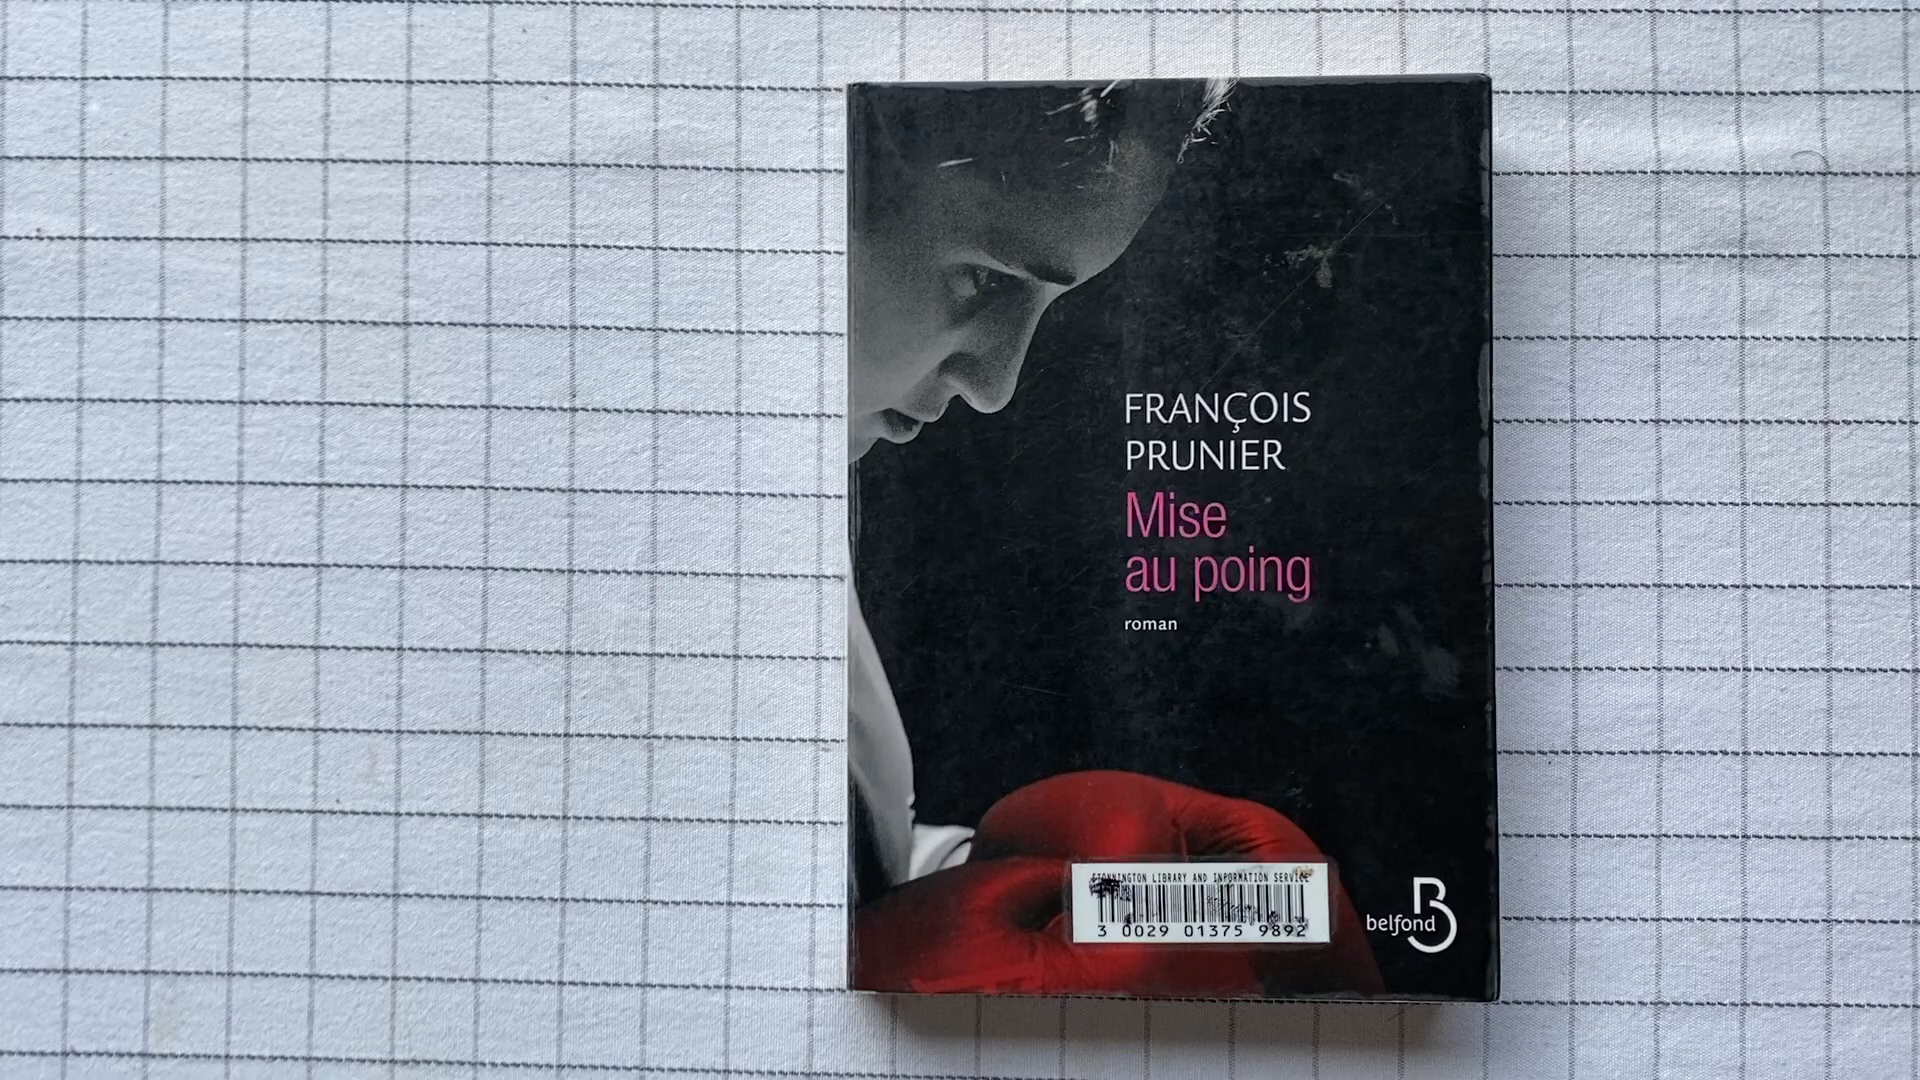 FRANÇOIS
PRUNIER
Mise
au poing
roman
STONNINGTON LIBRARY AND INFORMATION SERVICE
3 0029 01375 9892
belfond
B